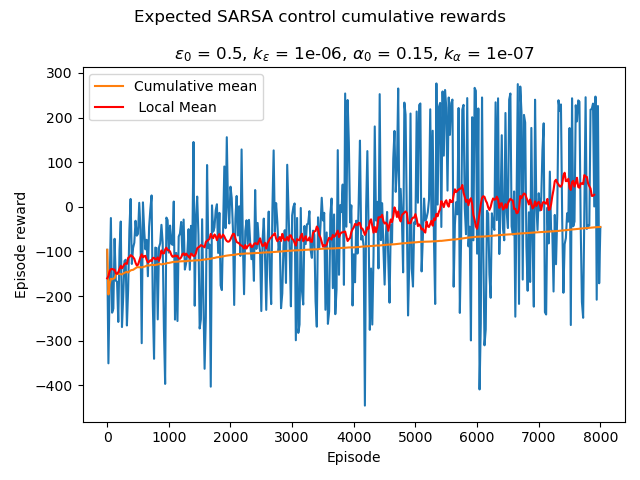 Expected SARSA control cumulative rewards
ε₀ = 0.5, kε = 1e-06, α₀ = 0.15, kα = 1e-07
Cumulative mean
Local Mean
Episode reward
300
200
100
0
−100
−200
−300
−400
0 1000 2000 3000 4000 5000 6000 7000 8000
Episode